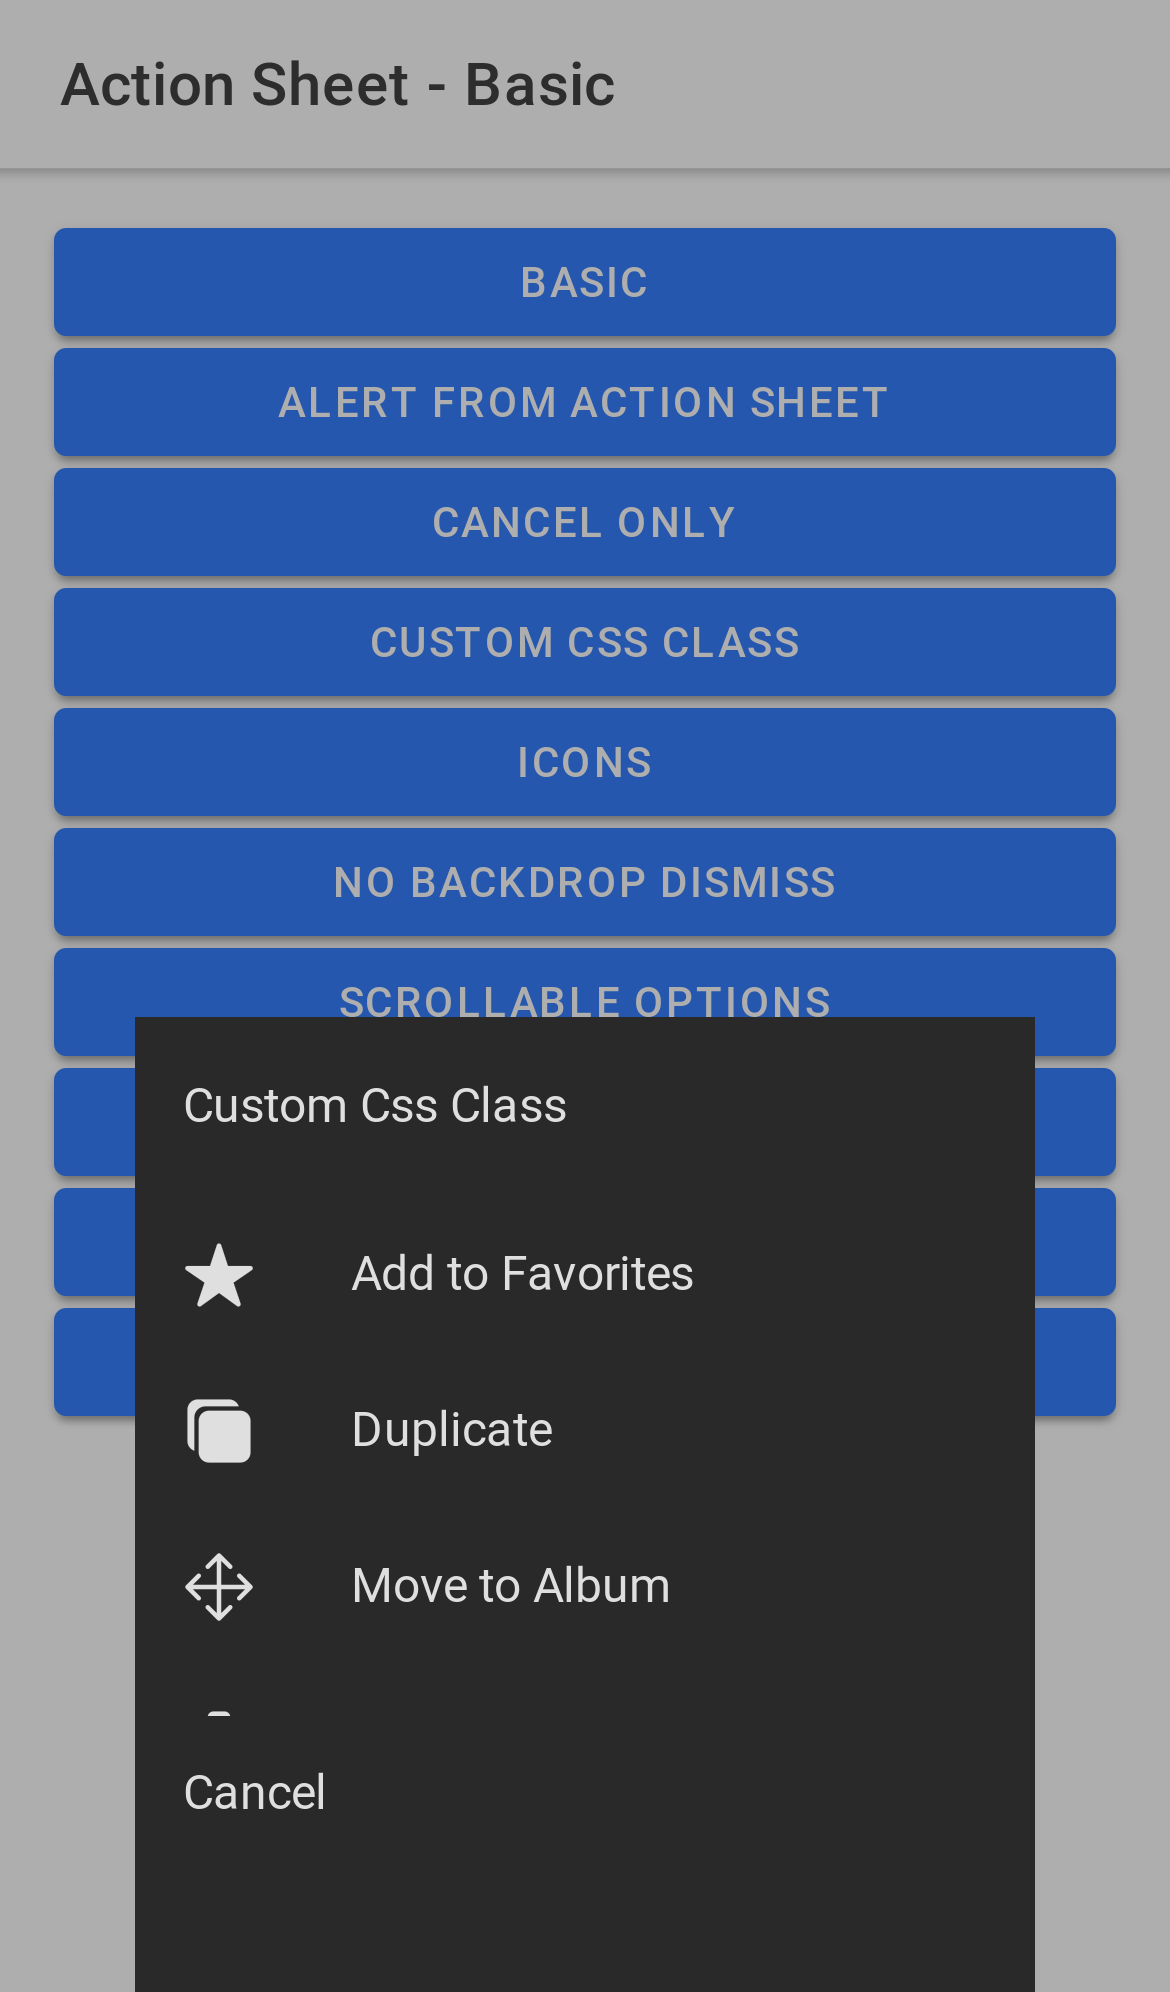 Action Sheet - Basic
BASIC
ALERT FROM ACTION SHEET
CANCEL ONLY
CUSTOM CSS CLASS
ICONS
NO BACKDROP DISMISS
SCROLLABLE OPTIONS
Custom Css Class
Add to Favorites
Duplicate
Move to Album
Cancel